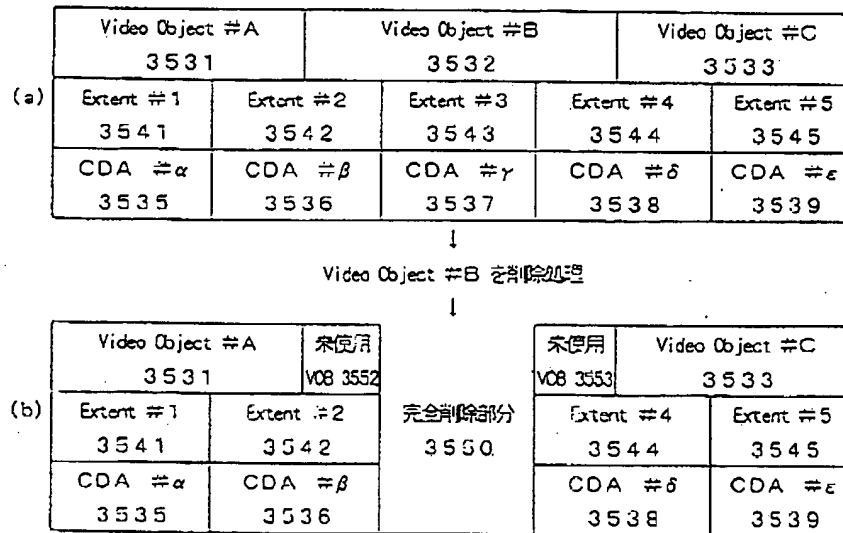 Video Object #A Video Object #B Video Object #C
3531 3532 3533
(a)
Extent #1 Extent #2 Extent #3 Extent #4 Extent #5
3541 3542 3543 3544 3545
CDA #α CDA #β CDA #γ CDA #δ CDA #ε
3535 3536 3537 3538 3539
↓
Video Object #B を削除処理
↓
Video Object #A 未使用 未使用 Video Object #C
3531 VOB 3552 VOB 3553 3533
(b)
Extent #1 Extent #2 完全削除部分 Extent #4 Extent #5
3541 3542 3550 3544 3545
CDA #α CDA #β CDA #δ CDA #ε
3535 3536 3538 3539